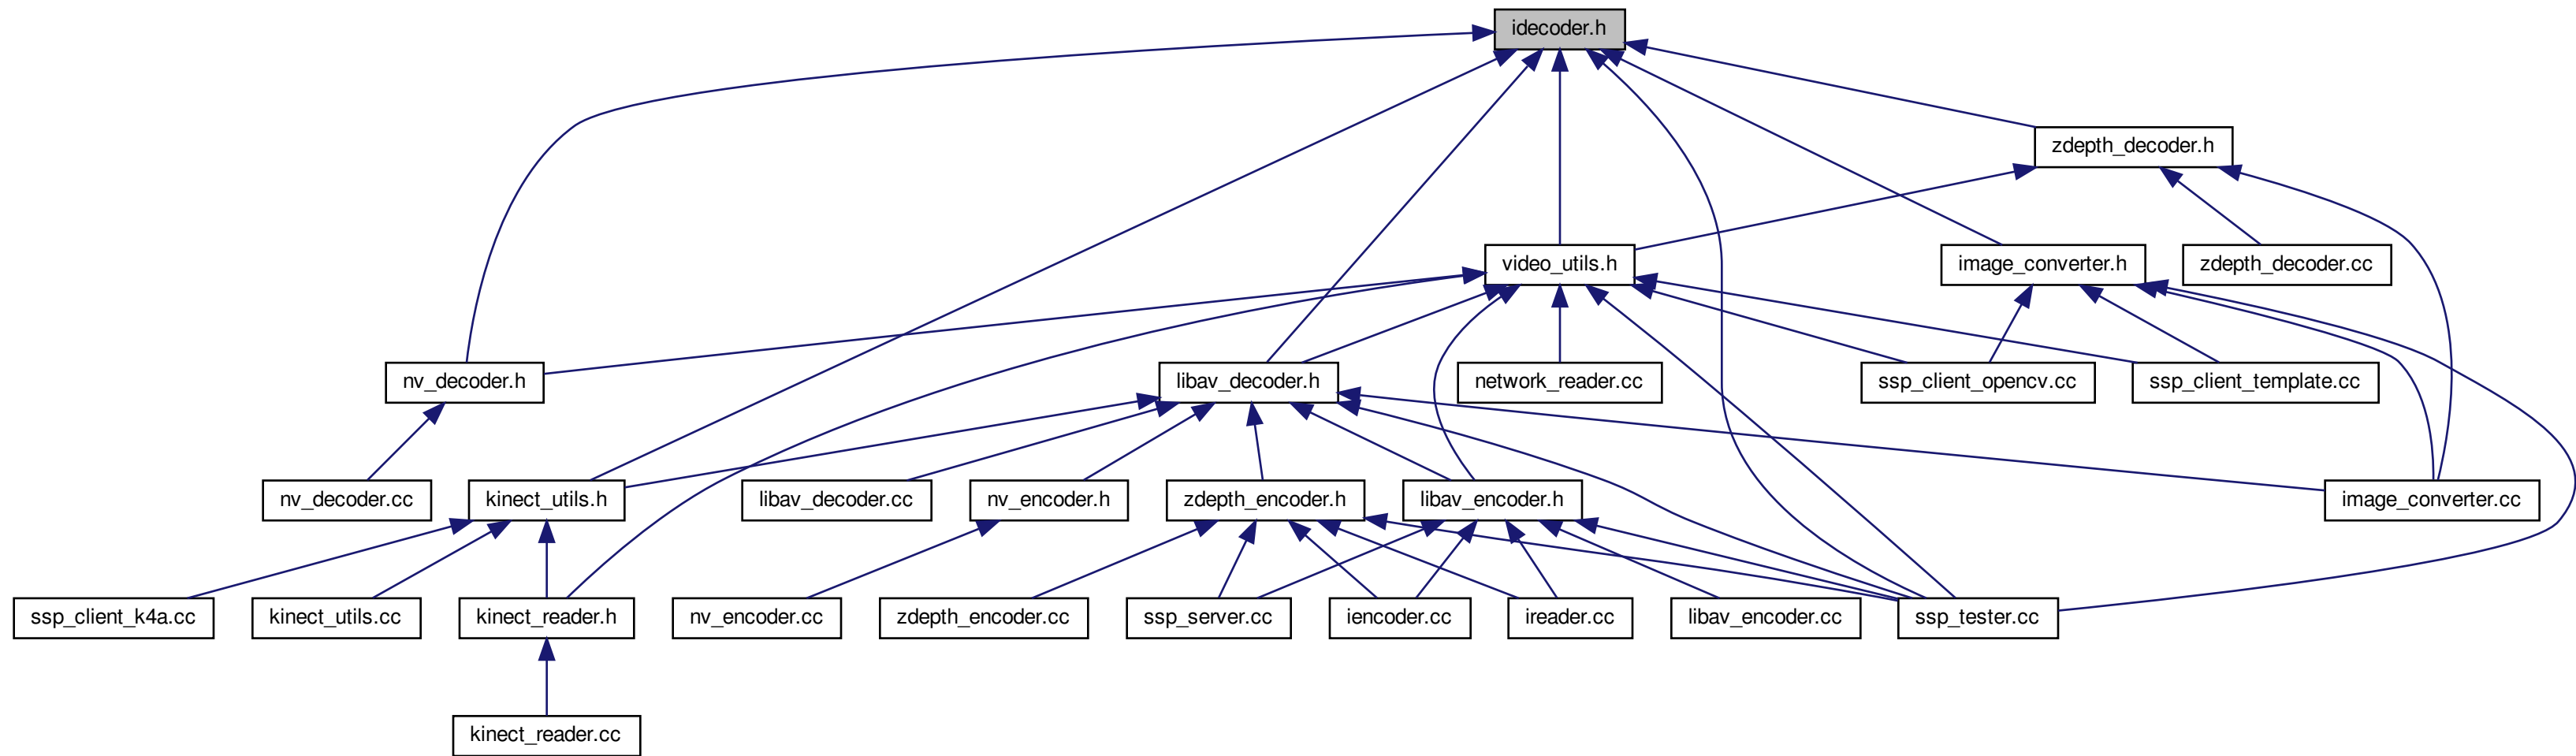 idecoder.h
zdepth_decoder.h
video_utils.h
image_converter.h
zdepth_decoder.cc
nv_decoder.h
libav_decoder.h
network_reader.cc
ssp_client_opencv.cc
ssp_client_template.cc
nv_decoder.cc
kinect_utils.h
libav_decoder.cc
nv_encoder.h
zdepth_encoder.h
libav_encoder.h
image_converter.cc
ssp_client_k4a.cc
kinect_utils.cc
kinect_reader.h
nv_encoder.cc
zdepth_encoder.cc
ssp_server.cc
iencoder.cc
ireader.cc
libav_encoder.cc
ssp_tester.cc
kinect_reader.cc